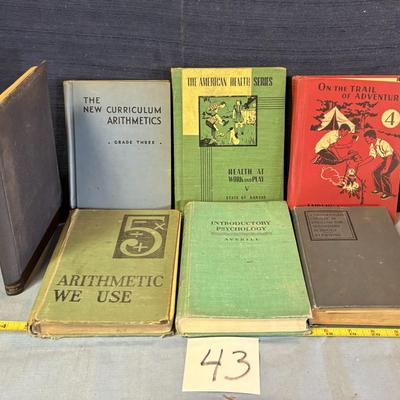 THE
NEW CURRICULUM
ARITHMETICS
• GRADE THREE •
THE AMERICAN HEALTH SERIES
HEALTH AT
WORK AND PLAY
V
STATE OF KANSAS
ON THE TRAIL
OF ADVENTURE
4
5X
ARITHMETIC
WE USE
INTRODUCTORY
PSYCHOLOGY
AVERILL
43